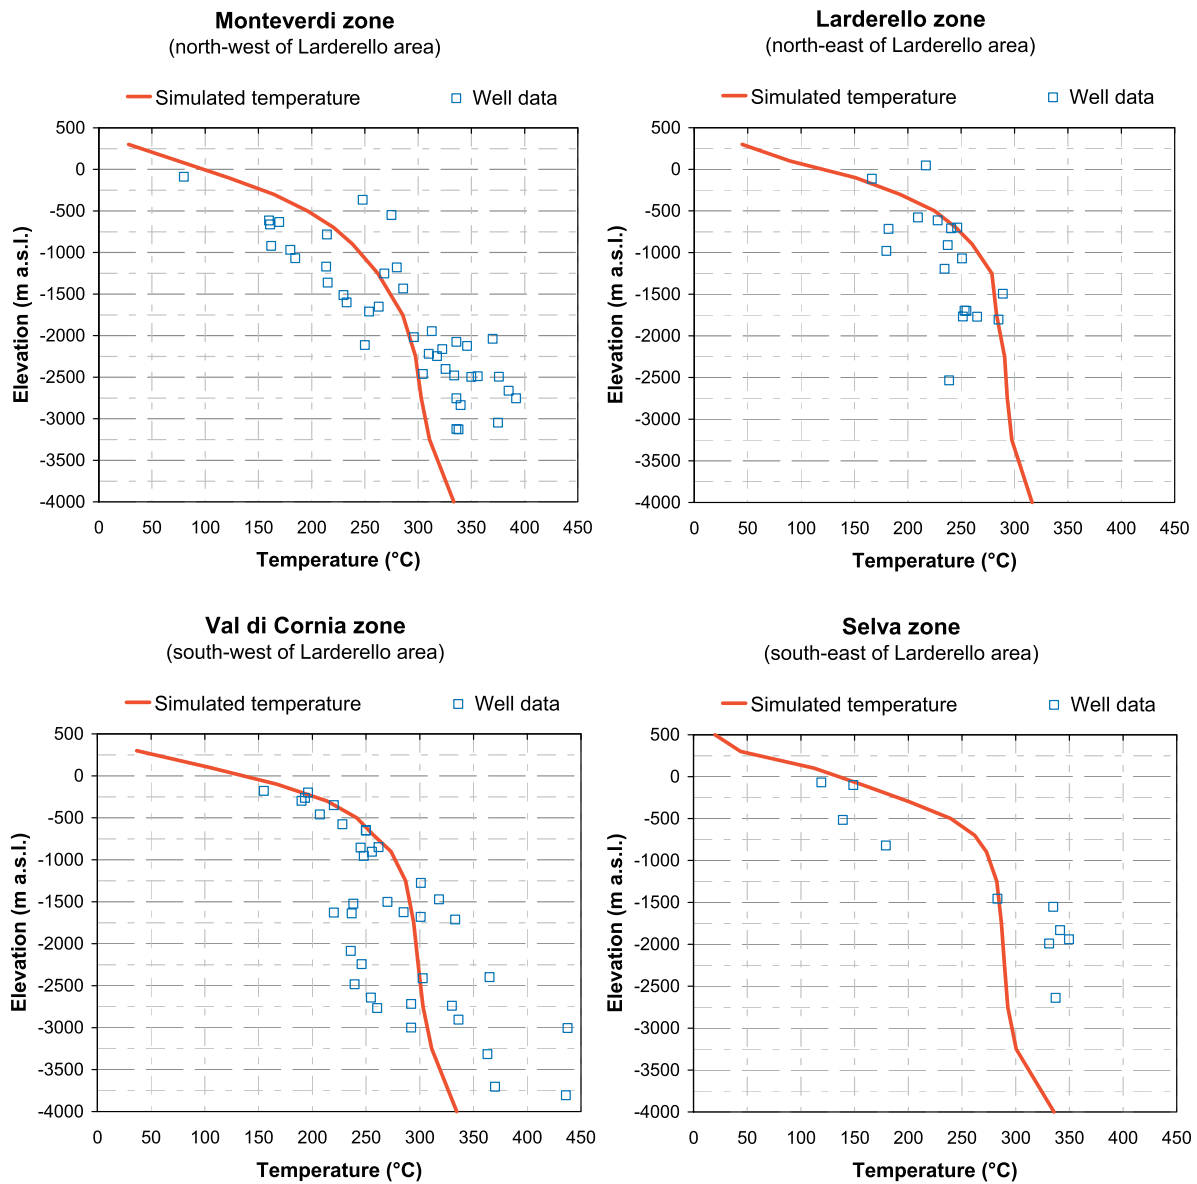 Monteverdi zone
(north-west of Larderello area)
Simulated temperature
Well data
500
0
-500
-1000
-1500
-2000
-2500
-3000
-3500
-4000
Elevation (m a.s.l.)
0 50 100 150 200 250 300 350 400 450
Temperature (°C)
Larderello zone
(north-east of Larderello area)
Simulated temperature
Well data
500
0
-500
-1000
-1500
-2000
-2500
-3000
-3500
-4000
Elevation (m a.s.l.)
0 50 100 150 200 250 300 350 400 450
Temperature (°C)
Val di Cornia zone
(south-west of Larderello area)
Simulated temperature
Well data
500
0
-500
-1000
-1500
-2000
-2500
-3000
-3500
-4000
Elevation (m a.s.l.)
0 50 100 150 200 250 300 350 400 450
Temperature (°C)
Selva zone
(south-east of Larderello area)
Simulated temperature
Well data
500
0
-500
-1000
-1500
-2000
-2500
-3000
-3500
-4000
Elevation (m a.s.l.)
0 50 100 150 200 250 300 350 400 450
Temperature (°C)